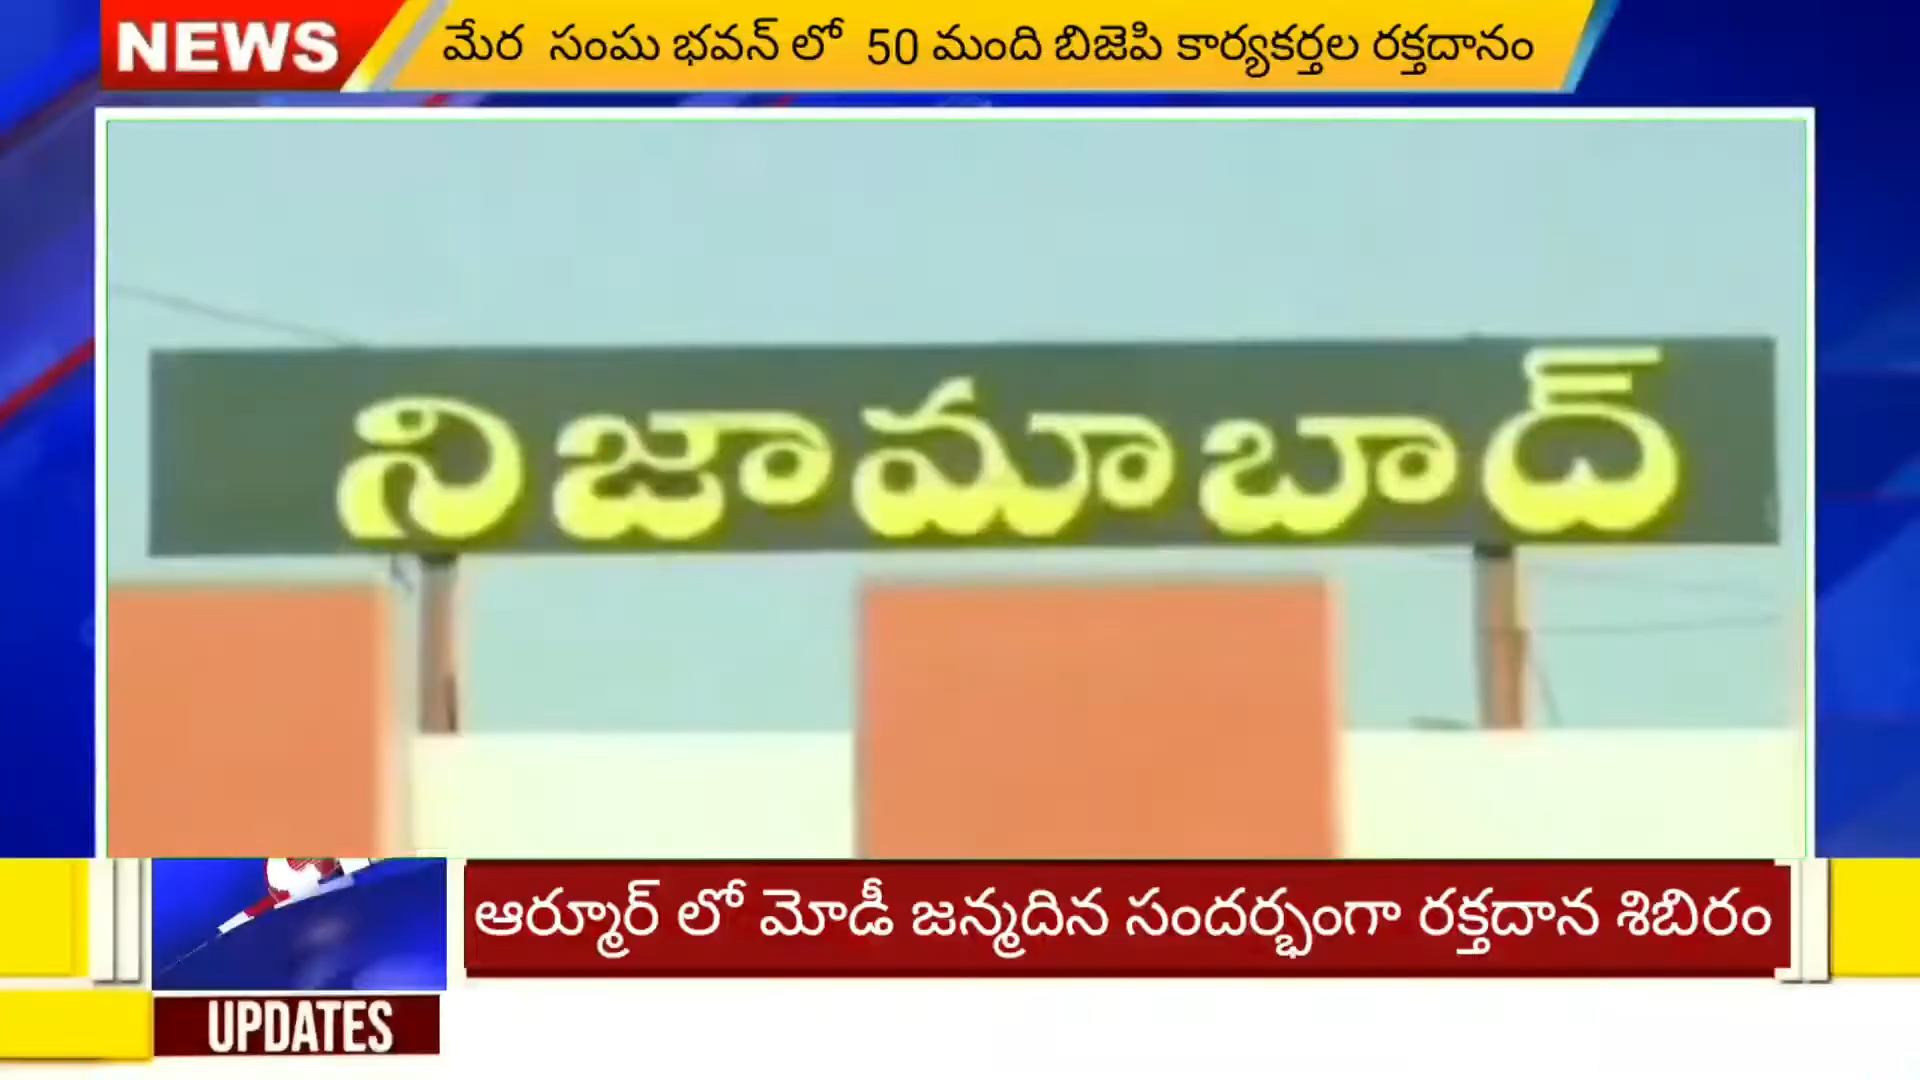 NEWS
మేర సంఘ భవన్ లో 50 మంది బిజెపి కార్యకర్తల రక్తదానం
నిజామాబాద్
ఆర్మూర్ లో మోడీ జన్మదిన సందర్భంగా రక్తదాన శిబిరం
UPDATES